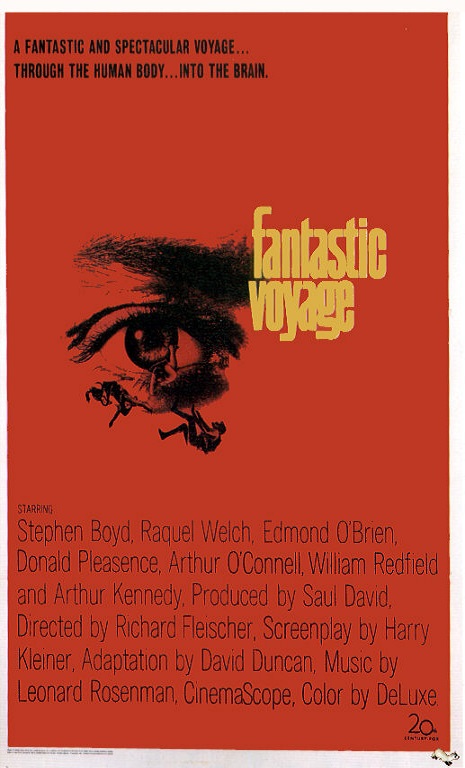 A FANTASTIC AND SPECTACULAR VOYAGE...
THROUGH THE HUMAN BODY...INTO THE BRAIN.
fantastic
voyage
STARRING
Stephen Boyd, Raquel Welch, Edmond O'Brien,
Donald Pleasence, Arthur O'Connell, William Redfield
and Arthur Kennedy, Produced by Saul David,
Directed by Richard Fleischer, Screenplay by Harry
Kleiner, Adaptation by David Duncan, Music by
Leonard Rosenman, CinemaScope, Color by DeLuxe.
20th
CENTURY-FOX